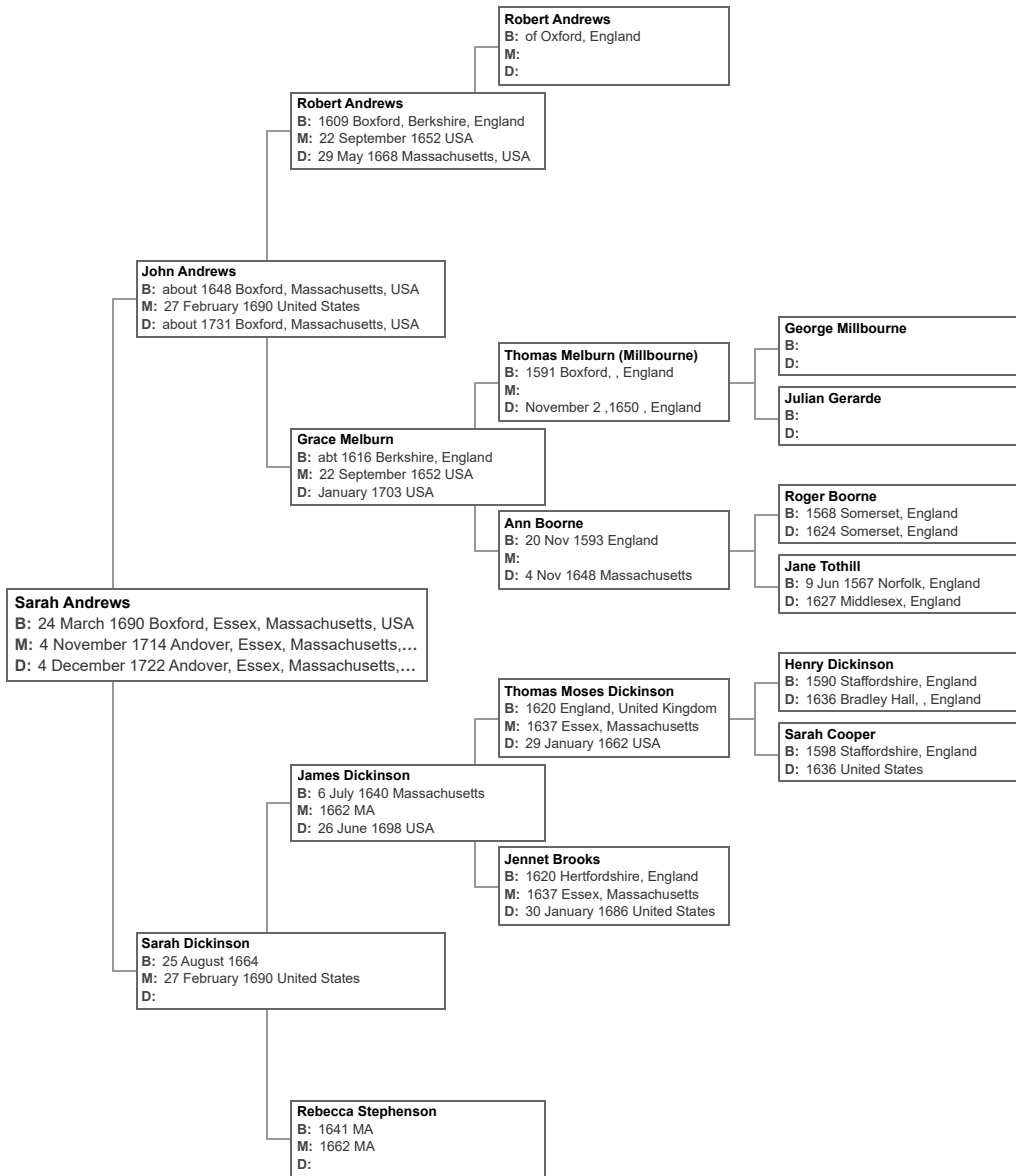 Robert Andrews
B: of Oxford, England
M:
D:
Robert Andrews
B: 1609 Boxford, Berkshire, England
M: 22 September 1652 USA
D: 29 May 1668 Massachusetts, USA
John Andrews
B: about 1648 Boxford, Massachusetts, USA
M: 27 February 1690 United States
D: about 1731 Boxford, Massachusetts, USA
George Millbourne
B:
D:
Thomas Melburn (Millbourne)
B: 1591 Boxford, , England
M:
D: November 2 ,1650 , England
Julian Gerarde
B:
D:
Grace Melburn
B: abt 1616 Berkshire, England
M: 22 September 1652 USA
D: January 1703 USA
Roger Boorne
B: 1568 Somerset, England
D: 1624 Somerset, England
Ann Boorne
B: 20 Nov 1593 England
M:
D: 4 Nov 1648 Massachusetts
Jane Tothill
B: 9 Jun 1567 Norfolk, England
D: 1627 Middlesex, England
Sarah Andrews
B: 24 March 1690 Boxford, Essex, Massachusetts, USA
M: 4 November 1714 Andover, Essex, Massachusetts,...
D: 4 December 1722 Andover, Essex, Massachusetts,...
Henry Dickinson
B: 1590 Staffordshire, England
D: 1636 Bradley Hall, , England
Thomas Moses Dickinson
B: 1620 England, United Kingdom
M: 1637 Essex, Massachusetts
D: 29 January 1662 USA
Sarah Cooper
B: 1598 Staffordshire, England
D: 1636 United States
James Dickinson
B: 6 July 1640 Massachusetts
M: 1662 MA
D: 26 June 1698 USA
Jennet Brooks
B: 1620 Hertfordshire, England
M: 1637 Essex, Massachusetts
D: 30 January 1686 United States
Sarah Dickinson
B: 25 August 1664
M: 27 February 1690 United States
D:
Rebecca Stephenson
B: 1641 MA
M: 1662 MA
D: